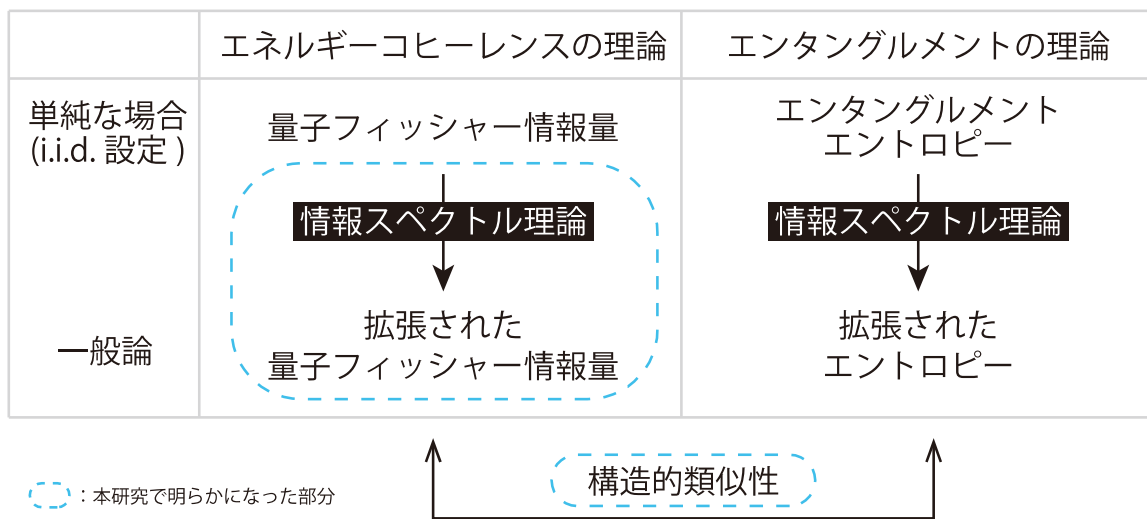 エネルギーコヒーレンスの理論
エンタングルメントの理論
単純な場合
(i.i.d. 設定 )
量子フィッシャー情報量
エンタングルメント
エントロピー
情報スペクトル理論
情報スペクトル理論
一般論
拡張された
量子フィッシャー情報量
拡張された
エントロピー
構造的類似性
：本研究で明らかになった部分